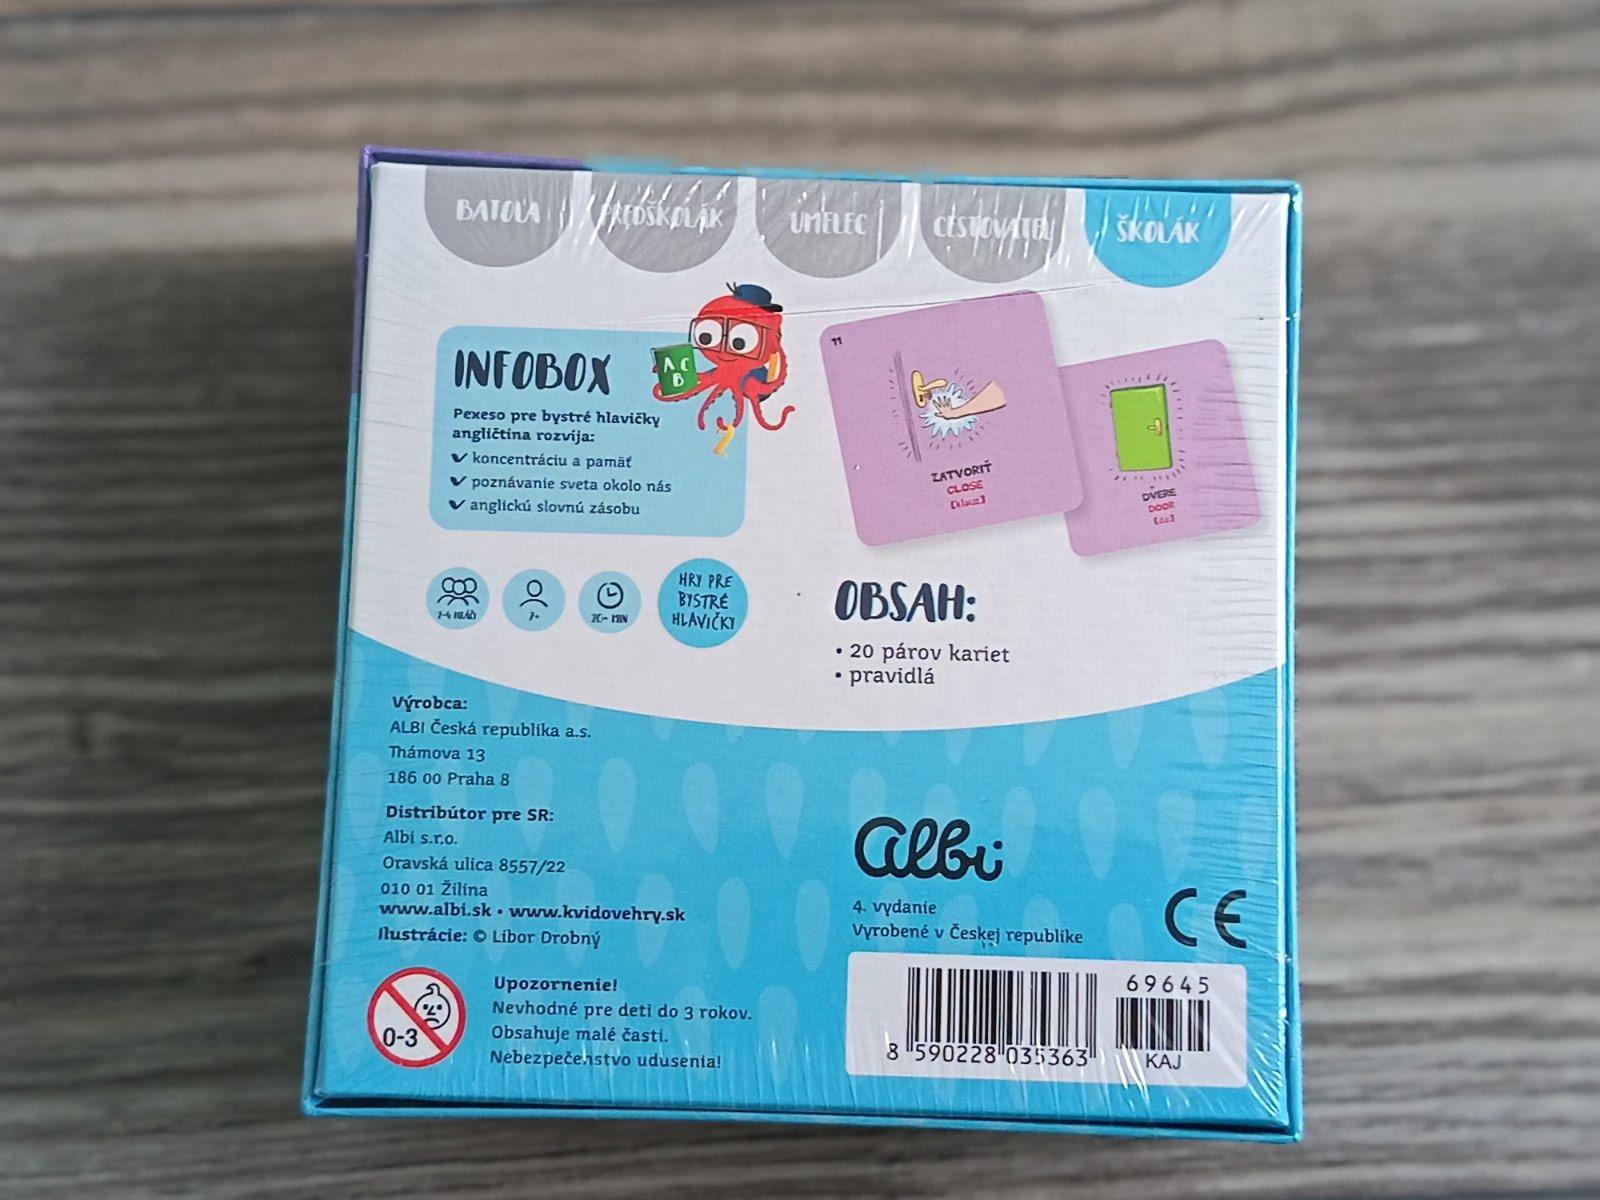 BATOĽA
PREDŠKOLÁK
UMELEC
CESTOVATEĽ
ŠKOLÁK
INFOBOX
A C
B
Pexeso pre bystré hlavičky
angličtina rozvíja:
koncentráciu a pamäť
poznávanie sveta okolo nás
anglickú slovnú zásobu
11
ZATVORIŤ
CLOSE
DVERE
DOOR
7+
20+ MIN
HRY PRE
BYSTRÉ
HLAVIČKY
OBSAH:
• 20 párov kariet
• pravidlá
Výrobca:
ALBI Česká republika a.s.
Thámova 13
186 00 Praha 8
Distribútor pre SR:
Albi s.r.o.
Oravská ulica 8557/22
010 01 Žilina
www.albi.sk • www.kvidovehry.sk
Ilustrácie: © Libor Drobný
albi
4. vydanie
Vyrobené v Českej republike
CE
0-3
Upozornenie!
Nevhodné pre deti do 3 rokov.
Obsahuje malé časti.
Nebezpečenstvo udusenia!
69645
8 590228 035363
KAJ